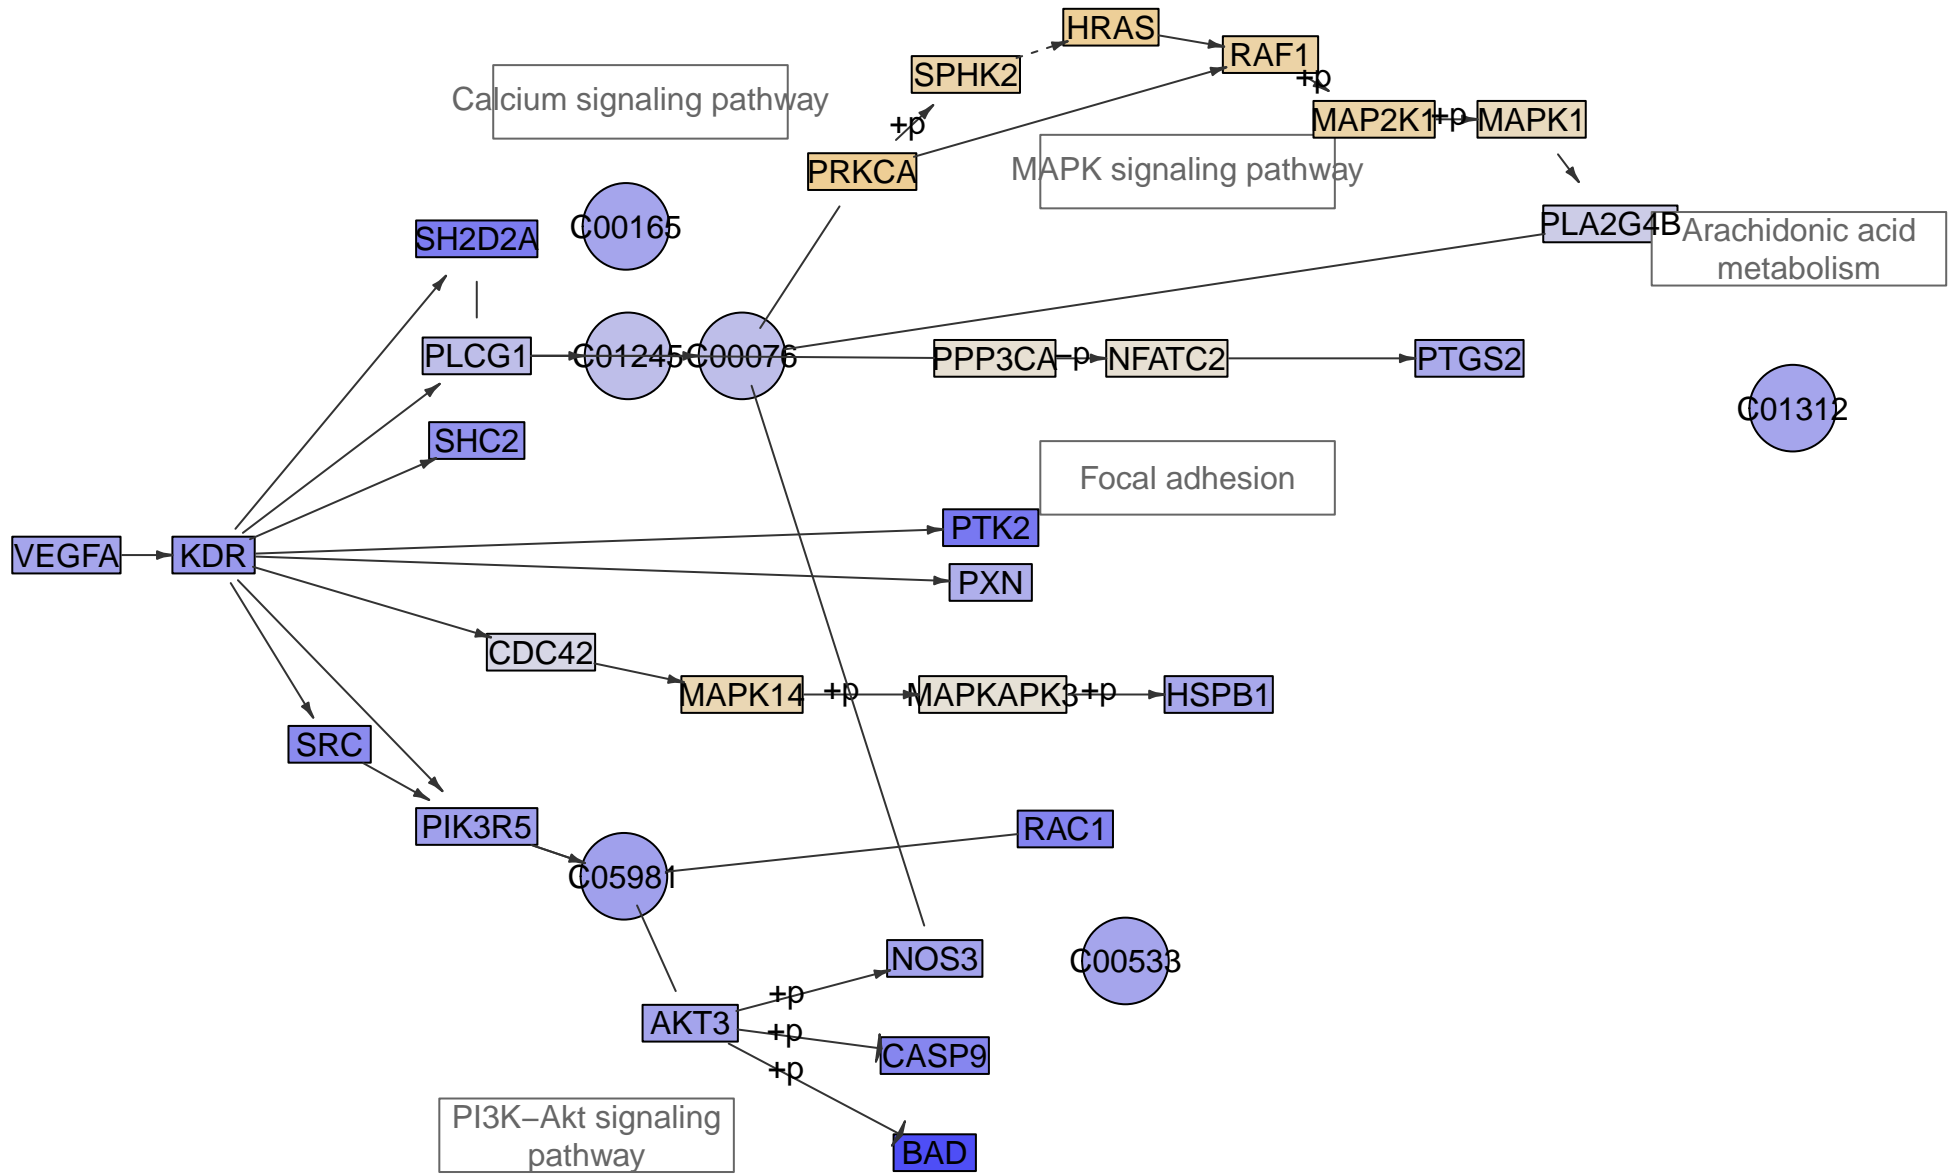 HRAS
RAF1
SPHK2
+p
Calcium signaling pathway
+p
MAP2K1
+p
MAPK1
PRKCA
MAPK signaling pathway
C00165
SH2D2A
PLA2G4B
Arachidonic acid
metabolism
PLCG1
C01245
C00076
PPP3CA
−p
NFATC2
PTGS2
C01312
SHC2
Focal adhesion
PTK2
VEGFA
KDR
PXN
CDC42
MAPK14
+p
MAPKAPK3
+p
HSPB1
SRC
PIK3R5
RAC1
C05981
NOS3
C00533
+p
AKT3
+p
CASP9
+p
PI3K−Akt signaling
pathway
BAD